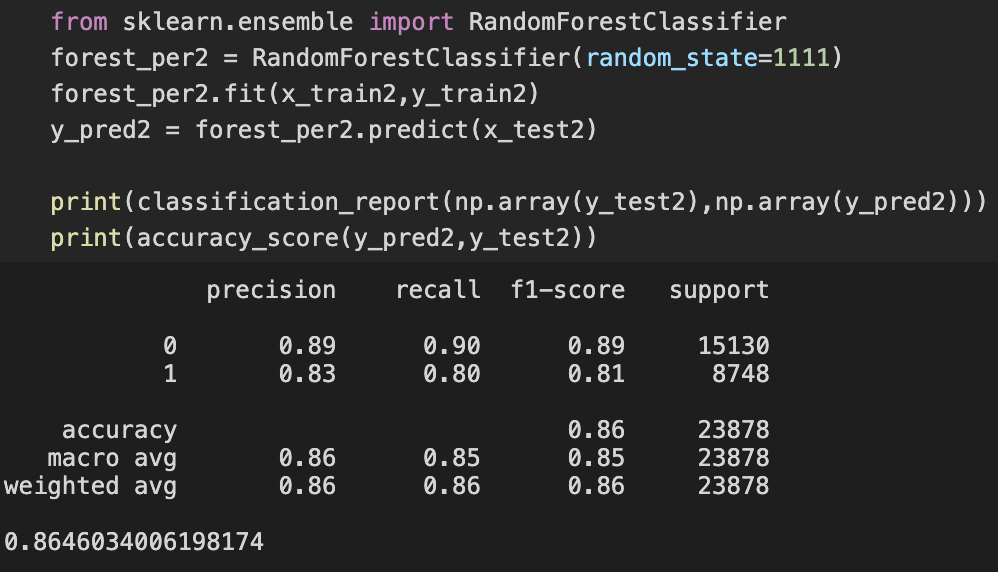 from sklearn.ensemble import RandomForestClassifier
forest_per2 = RandomForestClassifier(random_state=1111)
forest_per2.fit(x_train2,y_train2)
y_pred2 = forest_per2.predict(x_test2)
print(classification_report(np.array(y_test2),np.array(y_pred2)))
print(accuracy_score(y_pred2,y_test2))
precision recall f1-score support
0 0.89 0.90 0.89 15130
1 0.83 0.80 0.81 8748
accuracy 0.86 23878
macro avg 0.86 0.85 0.85 23878
weighted avg 0.86 0.86 0.86 23878
0.8646034006198174